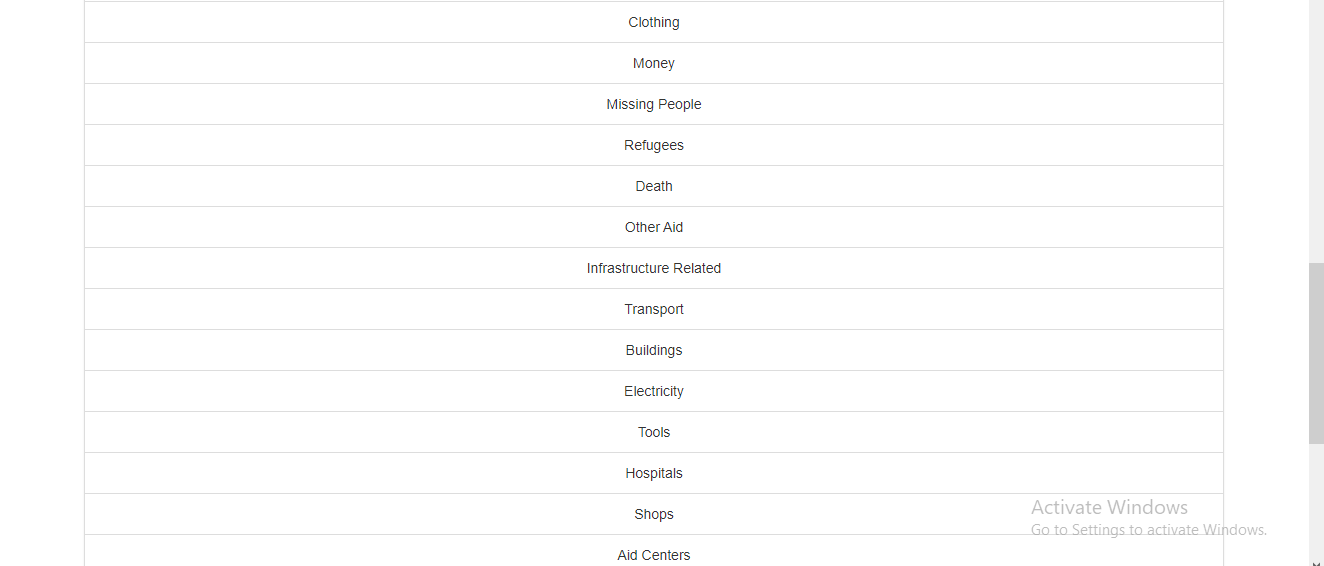 Clothing
Money
Missing People
Refugees
Death
Other Aid
Infrastructure Related
Transport
Buildings
Electricity
Tools
Hospitals
Shops
Aid Centers
Activate Windows
Go to Settings to activate Windows.